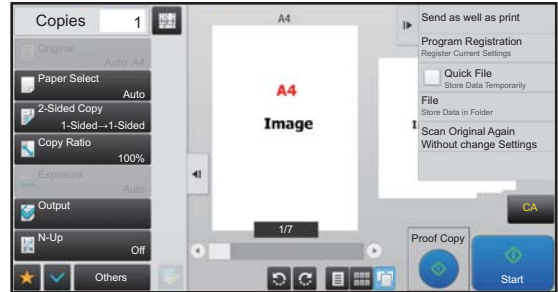 Copies 1
Original
Auto A4
Paper Select
Auto
2-Sided Copy
1-Sided→1-Sided
Copy Ratio
100%
Exposure
Auto
Output
N-Up
Off
Others
A4
A4
Image
I
1/7
Send as well as print
Program Registration
Register Current Settings
Quick File
Store Data Temporarily
File
Store Data in Folder
Scan Original Again
Without change Settings
CA
Proof Copy
Start